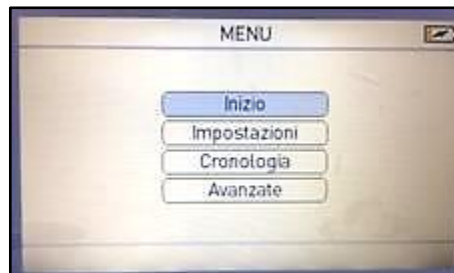 MENU
Inizio
Impostazioni
Cronologia
Avanzate